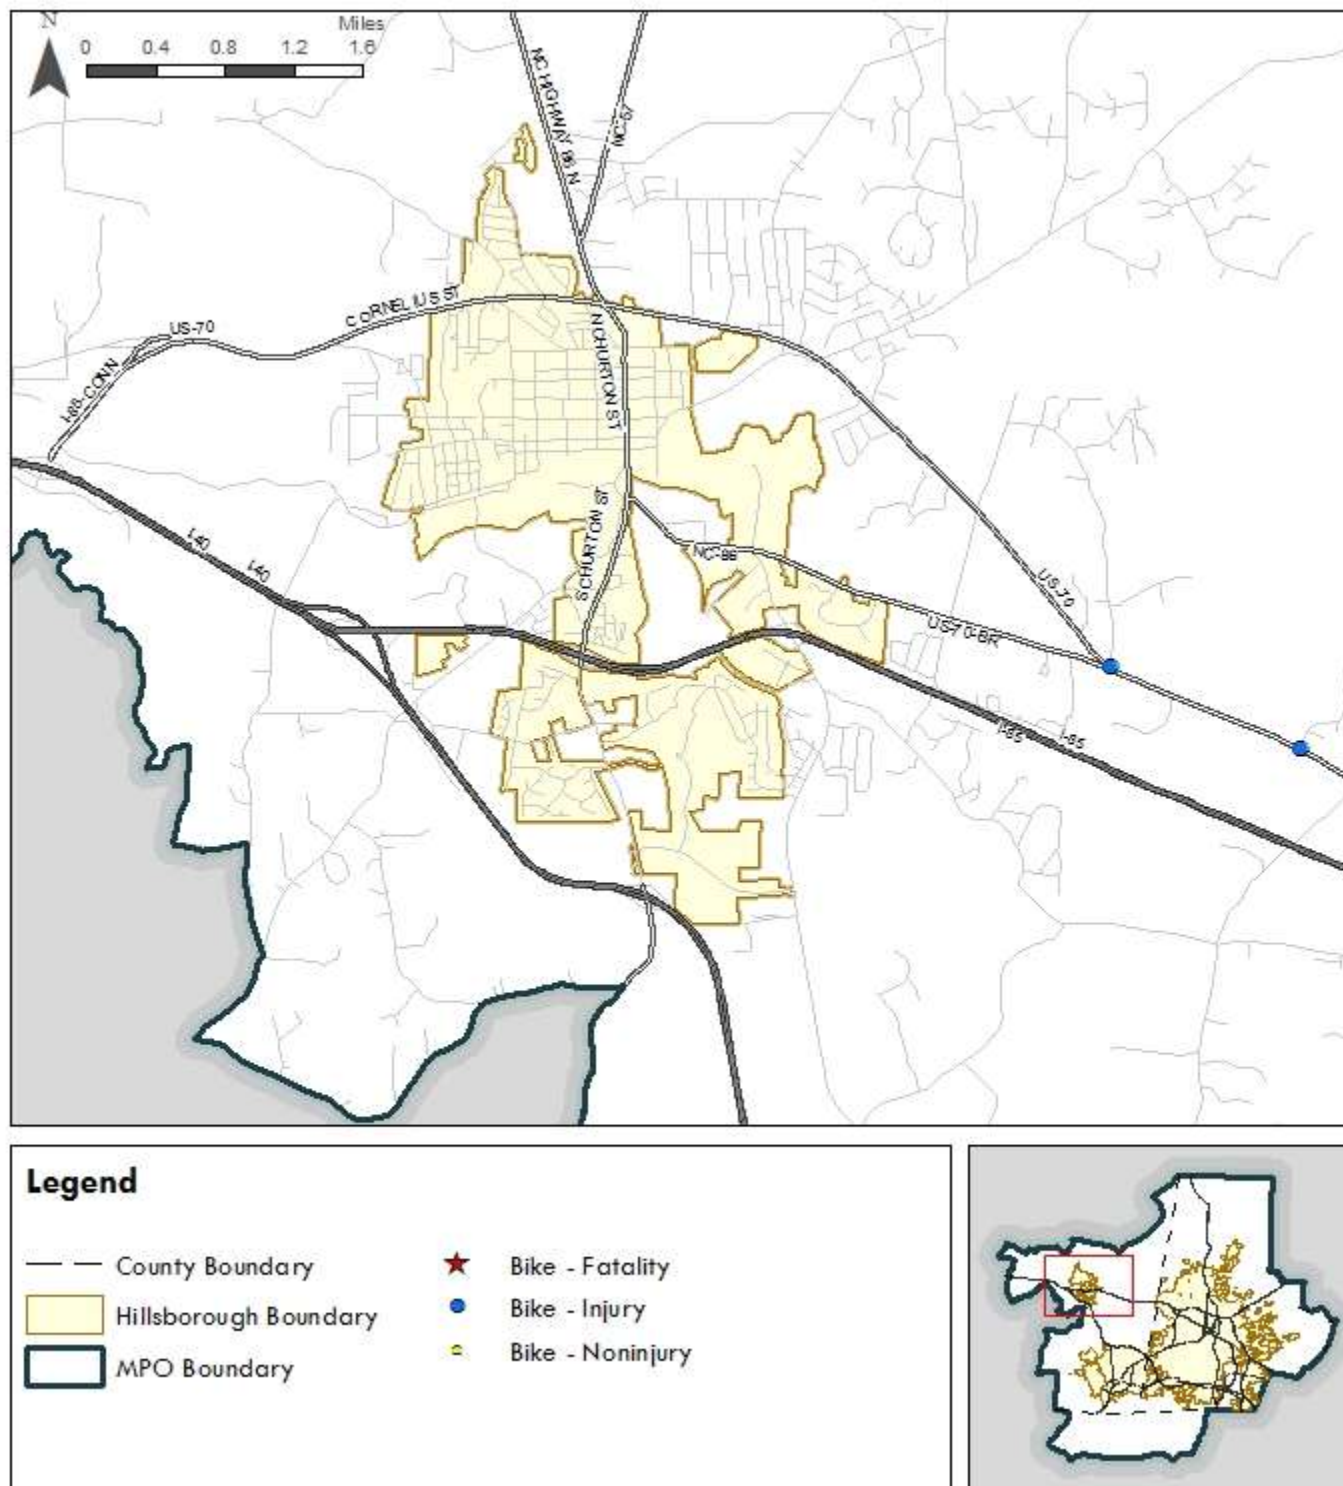 N
Miles
0 0.4 0.8 1.2 1.6
NC HIGHWAY 86 N
NC-57
CORNELIUS ST
US-70
I-85-CONN
N CHURTON ST
S CHURTON ST
NC-86
I-40
I-40
US-70
US-70-BR
I-85
I-85
Legend
County Boundary
Hillsborough Boundary
MPO Boundary
Bike - Fatality
Bike - Injury
Bike - Noninjury